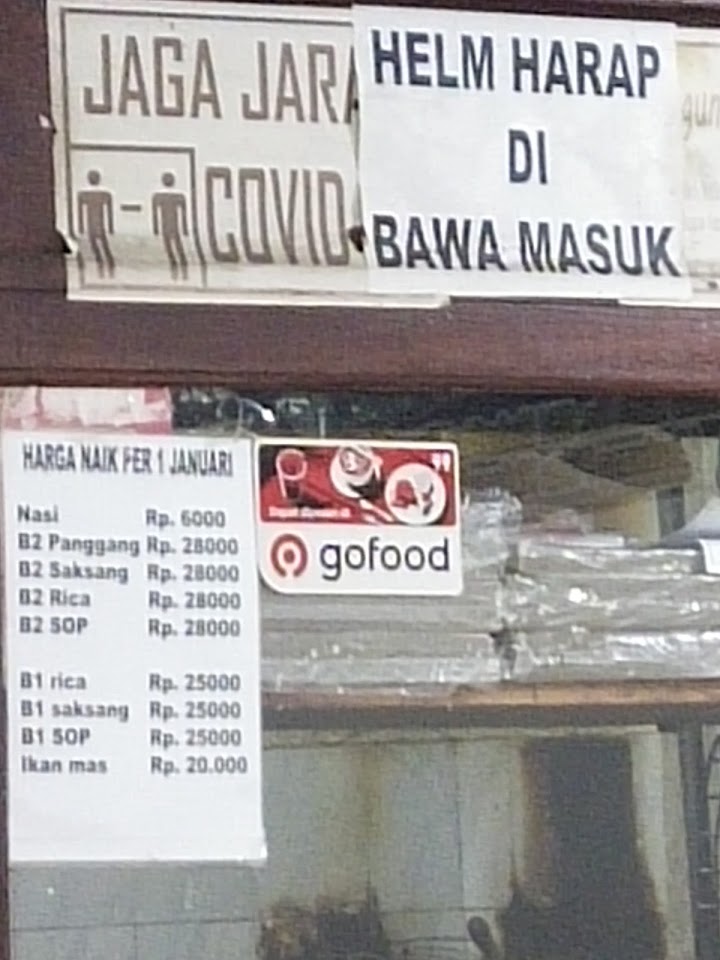 JAGA JARA
COVID
HELM HARAP
DI
BAWA MASUK
HARGA NAIK PER 1 JANUARI
Nasi Rp. 6000
B2 Panggang Rp. 28000
B2 Saksang Rp. 28000
B2 Rica Rp. 28000
B2 SOP Rp. 28000
B1 rica Rp. 25000
B1 saksang Rp. 25000
B1 SOP Rp. 25000
Ikan mas Rp. 20.000
gofood